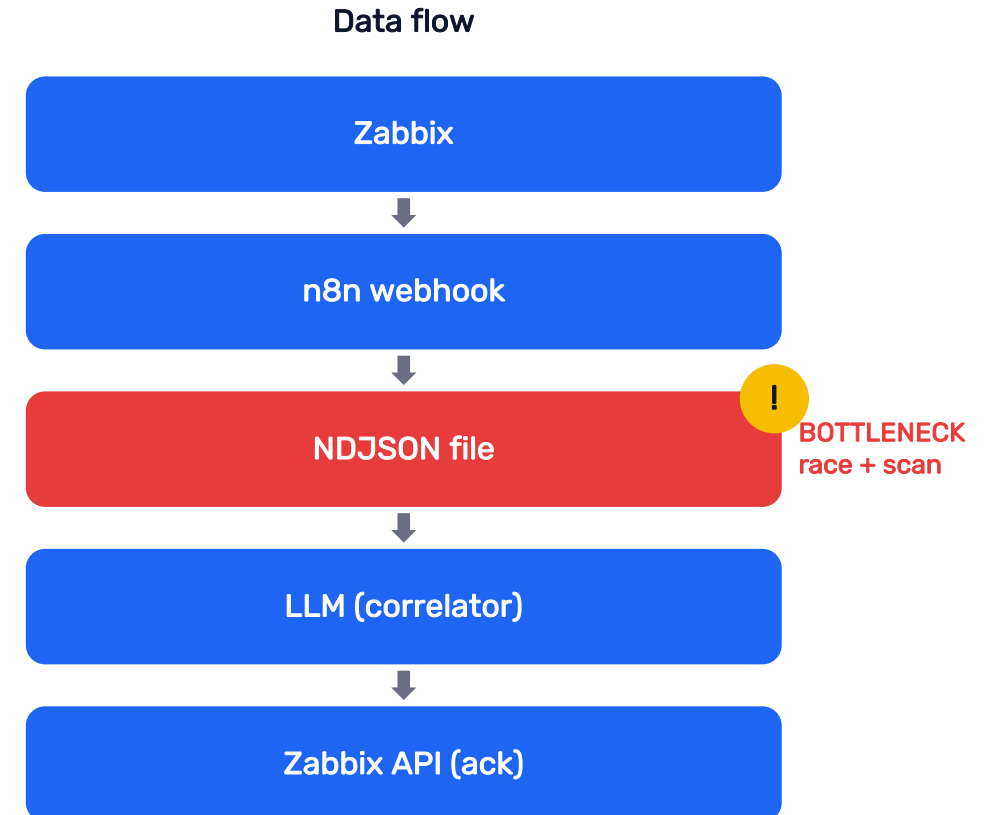 Data flow
Zabbix
n8n webhook
!
NDJSON file
BOTTLENECK
race + scan
LLM (correlator)
Zabbix API (ack)